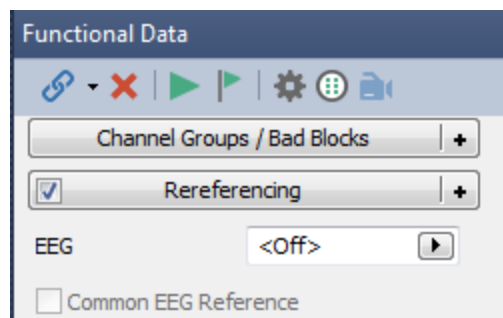 Functional Data
Channel Groups / Bad Blocks
Rereferencing
EEG <Off>
Common EEG Reference